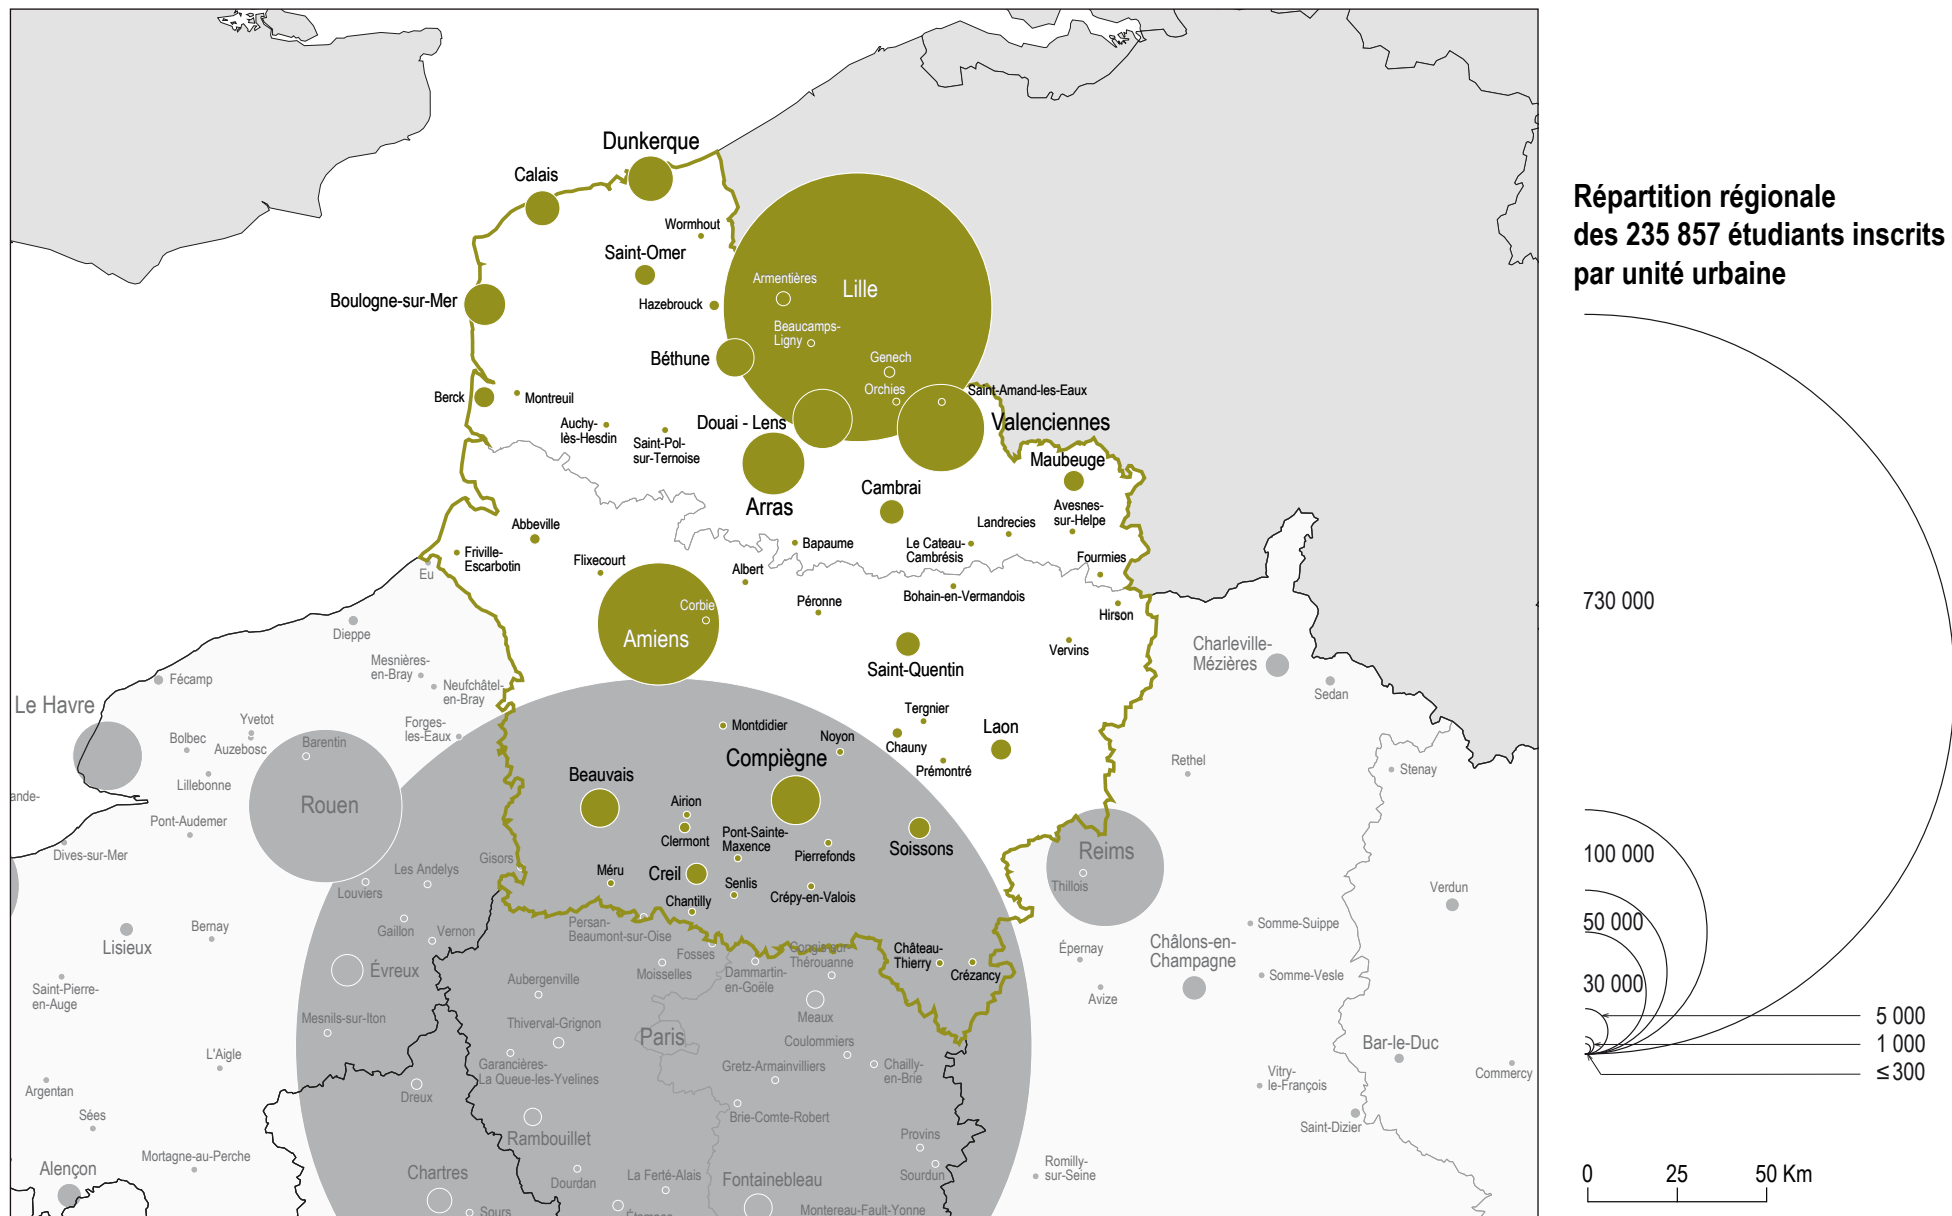 Répartition régionale
des 235 857 étudiants inscrits
par unité urbaine
730 000
100 000
50 000
30 000
5 000
1 000
≤ 300
0 25 50 Km
Dunkerque
Calais
Wormhout
Saint-Omer
Boulogne-sur-Mer
Hazebrouck
Armentières
Lille
Beaucamps-
Ligny
Béthune
Genech
Orchies
Saint-Amand-les-Eaux
Berck
Montreuil
Auchy-
lès-Hesdin
Saint-Pol-
sur-Ternoise
Douai - Lens
Valenciennes
Maubeuge
Arras
Cambrai
Avesnes-
sur-Helpe
Landrecies
Abbeville
Friville-
Escarbotin
Flixecourt
Bapaume
Le Cateau-
Cambrésis
Fourmies
Eu
Albert
Péronne
Bohain-en-Vermandois
Hirson
Corbie
Amiens
Saint-Quentin
Vervins
Charleville-
Mézières
Sedan
Dieppe
Mesnières-
en-Bray
Neufchâtel-
en-Bray
Fécamp
Le Havre
Yvetot
Bolbec
Auzebosc
Forges-
les-Eaux
Barentin
Lillebonne
Rouen
ande-
Pont-Audemer
Dives-sur-Mer
Montdidier
Noyon
Tergnier
Chauny
Laon
Prémontré
Rethel
Stenay
Compiègne
Beauvais
Airion
Clermont
Pont-Sainte-
Maxence
Pierrefonds
Soissons
Reims
Thillois
Gisors
Les Andelys
Louviers
Méru
Creil
Senlis
Chantilly
Crépy-en-Valois
Verdun
Lisieux
Bernay
Gaillon
Vernon
Persan-
Beaumont-sur-Oise
Fosses
Moisselles
Dammartin-
en-Goële
Congis-sur-
Thérouanne
Château-
Thierry
Crézancy
Épernay
Avize
Châlons-en-
Champagne
Somme-Suippe
Somme-Vesle
Évreux
Saint-Pierre-
en-Auge
Aubergenville
Meaux
Mesnils-sur-Iton
Thiverval-Grignon
Paris
Coulommiers
L'Aigle
Argentan
Garancières-
La Queue-les-Yvelines
Gretz-Armainvilliers
Chailly-
en-Brie
Bar-le-Duc
Commercy
Vitry-
le-François
Saint-Dizier
Dreux
Sées
Rambouillet
Brie-Comte-Robert
Provins
Sourdun
Mortagne-au-Perche
Alençon
Chartres
Dourdan
La Ferté-Alais
Fontainebleau
Romilly-
sur-Seine
Sours
Étampes
Montereau-Fault-Yonne